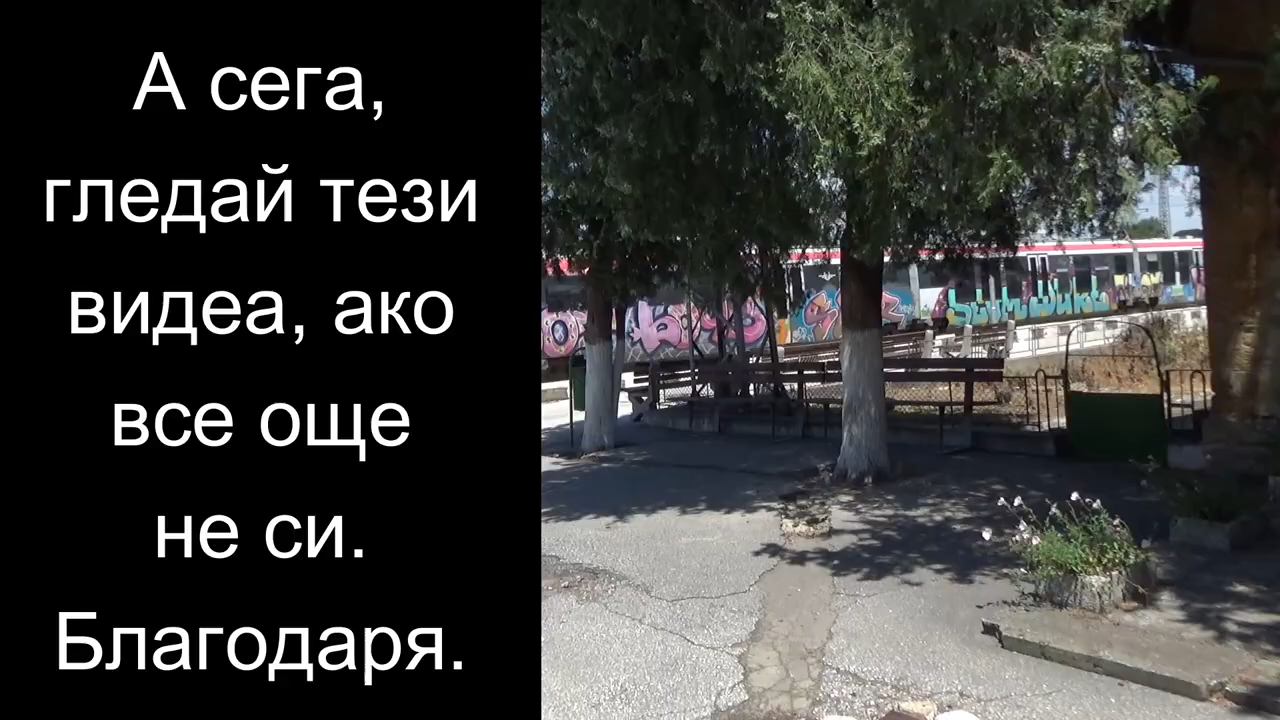 А сега,
гледай тези
видеа, ако
все още
не си.
Благодаря.